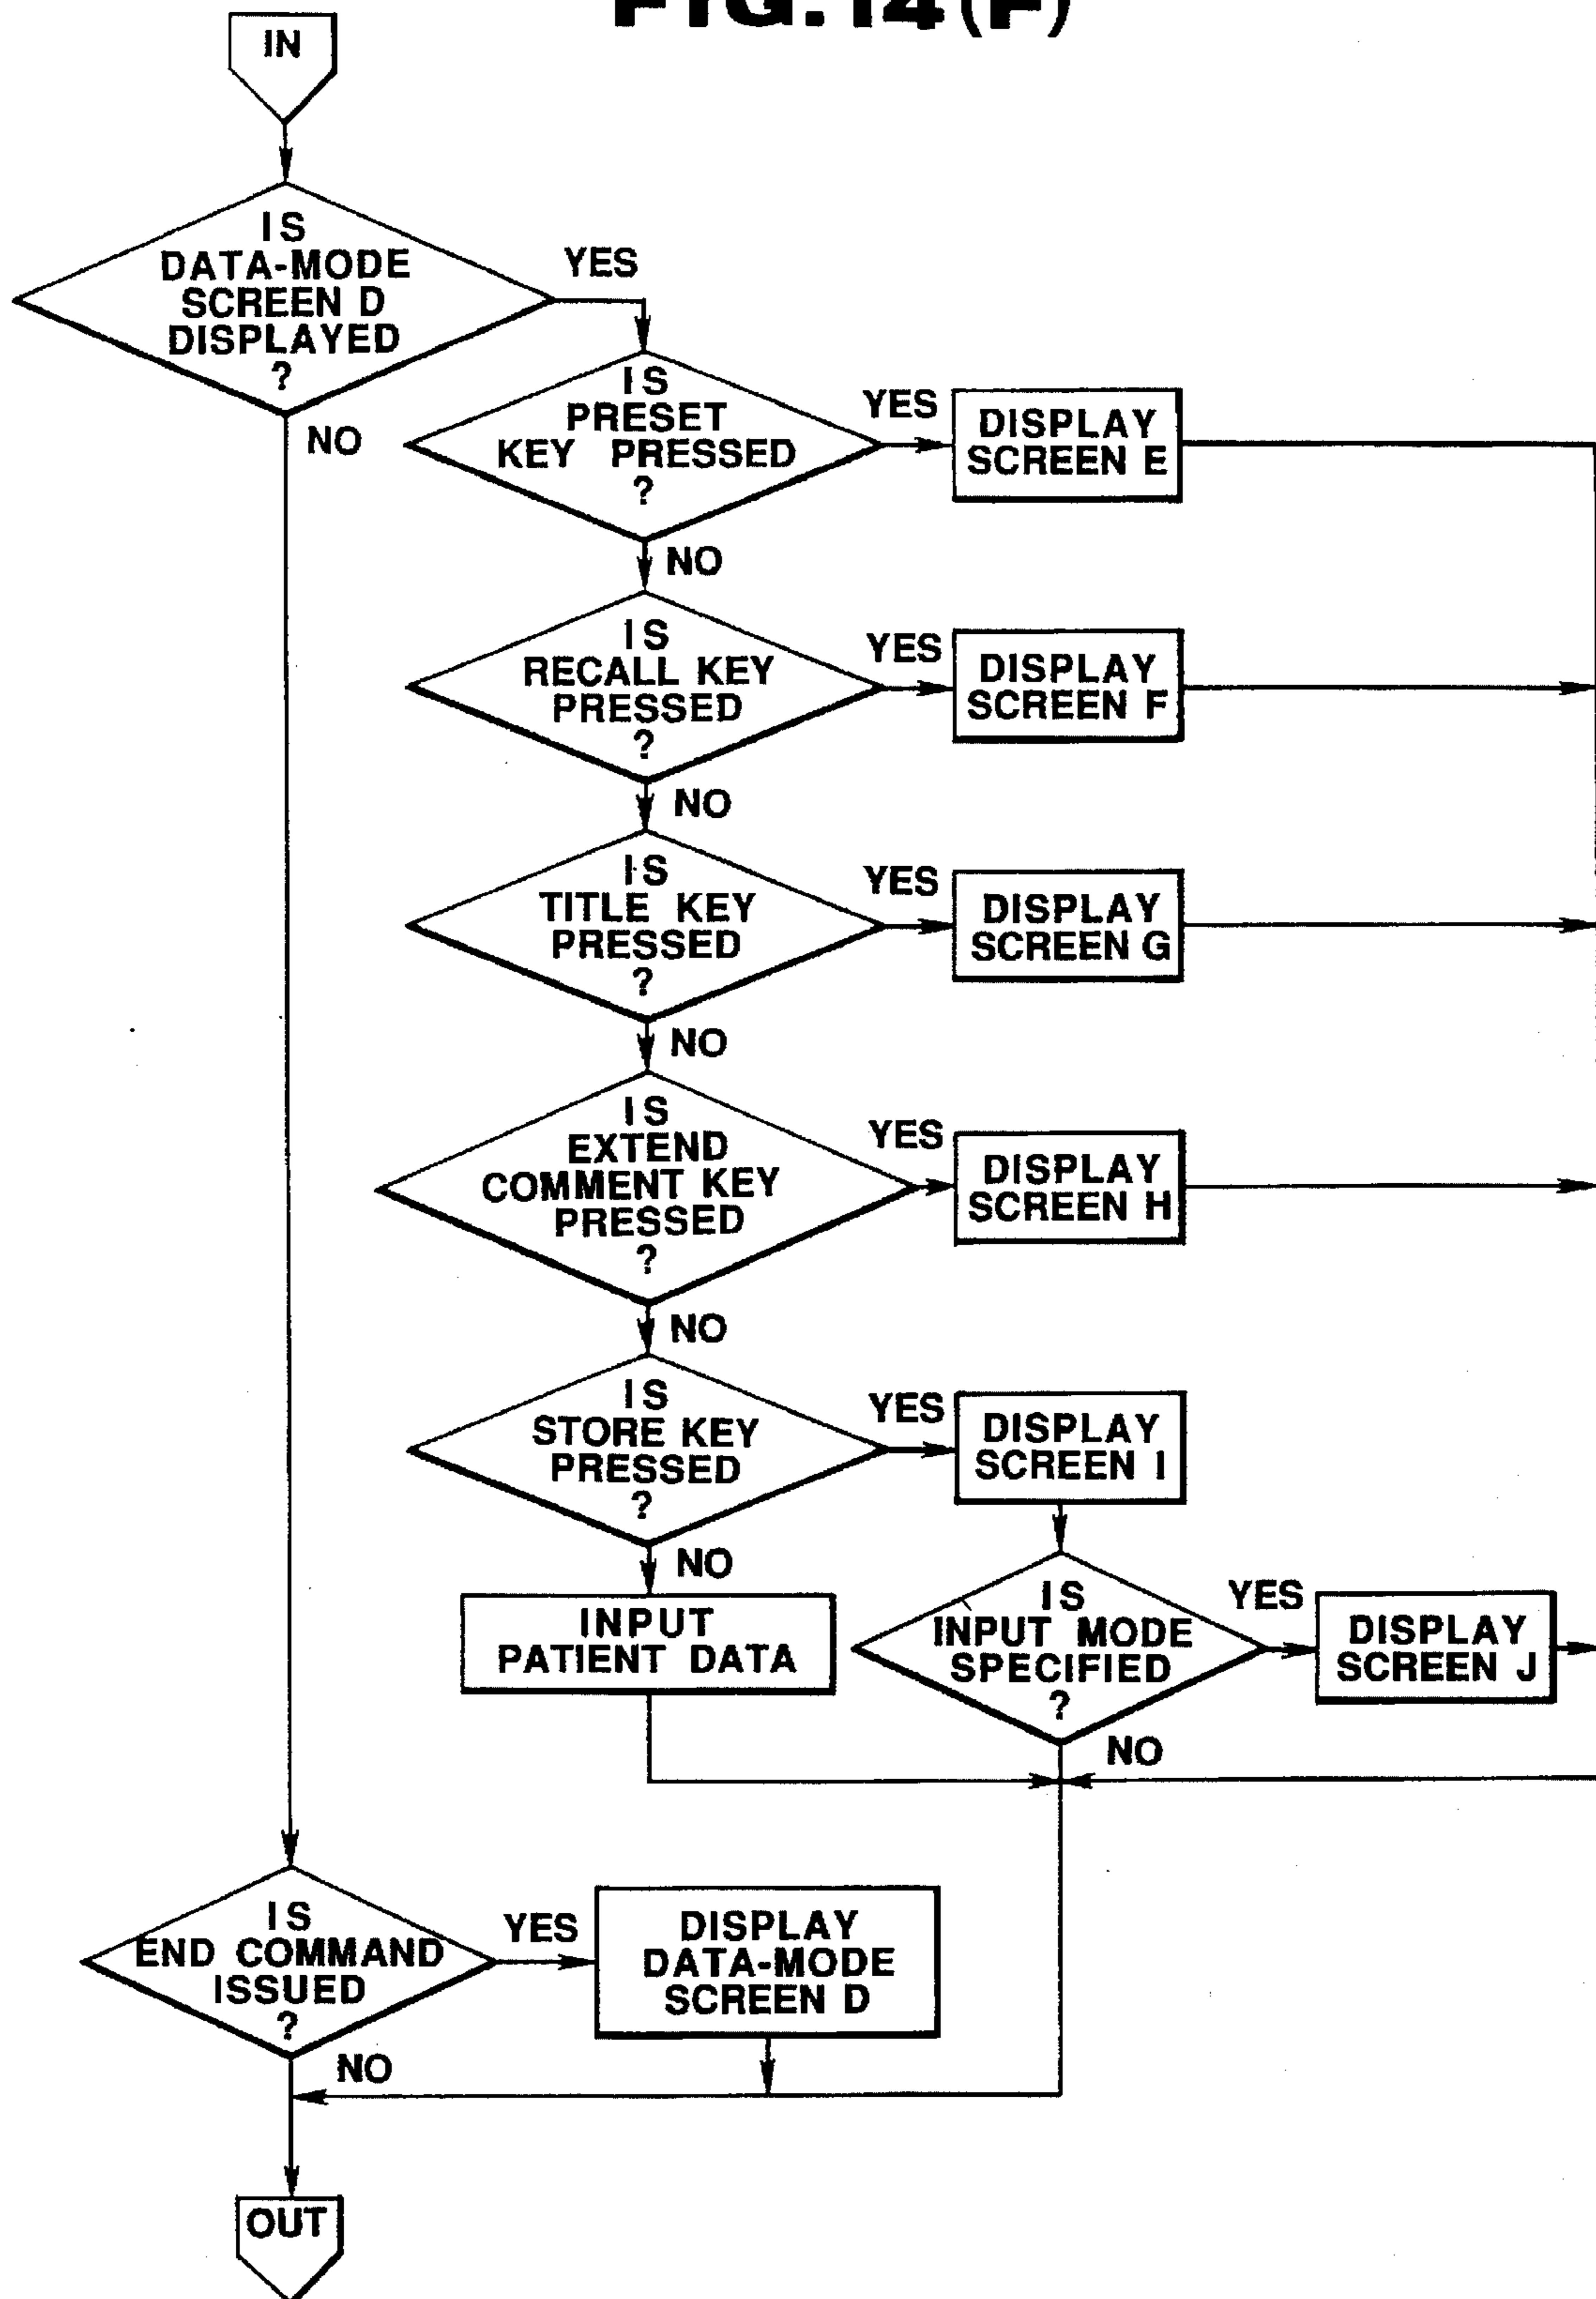 FIG. 14(F)
IN
IS
DATA-MODE
SCREEN D
DISPLAYED
?
YES
NO
IS
PRESET
KEY PRESSED
?
YES
DISPLAY
SCREEN E
NO
IS
RECALL KEY
PRESSED
?
YES
DISPLAY
SCREEN F
NO
IS
TITLE KEY
PRESSED
?
YES
DISPLAY
SCREEN G
NO
IS
EXTEND
COMMENT KEY
PRESSED
?
YES
DISPLAY
SCREEN H
NO
IS
STORE KEY
PRESSED
?
YES
DISPLAY
SCREEN I
NO
INPUT
PATIENT DATA
IS
INPUT MODE
SPECIFIED
?
YES
DISPLAY
SCREEN J
NO
IS
END COMMAND
ISSUED
?
YES
DISPLAY
DATA-MODE
SCREEN D
NO
OUT